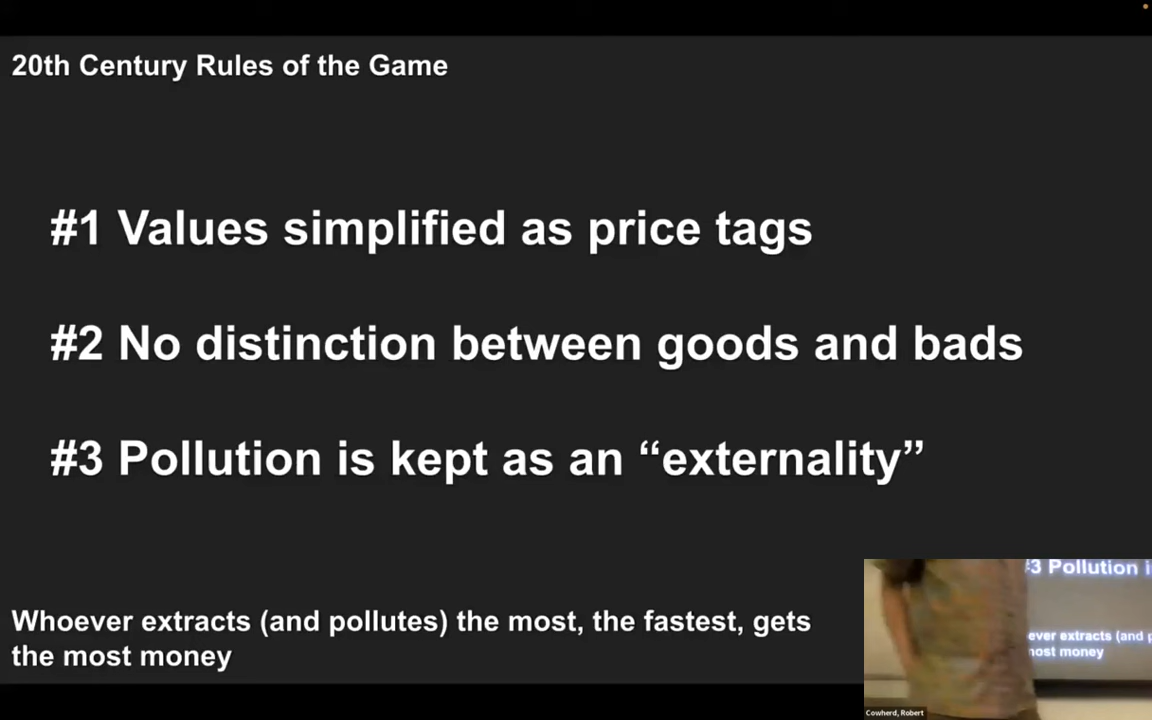 20th Century Rules of the Game
#1 Values simplified as price tags
#2 No distinction between goods and bads
#3 Pollution is kept as an “externality”
Whoever extracts (and pollutes) the most, the fastest, gets
the most money
#3 Pollution i
ever extracts (and p
most money
Cowherd, Robert